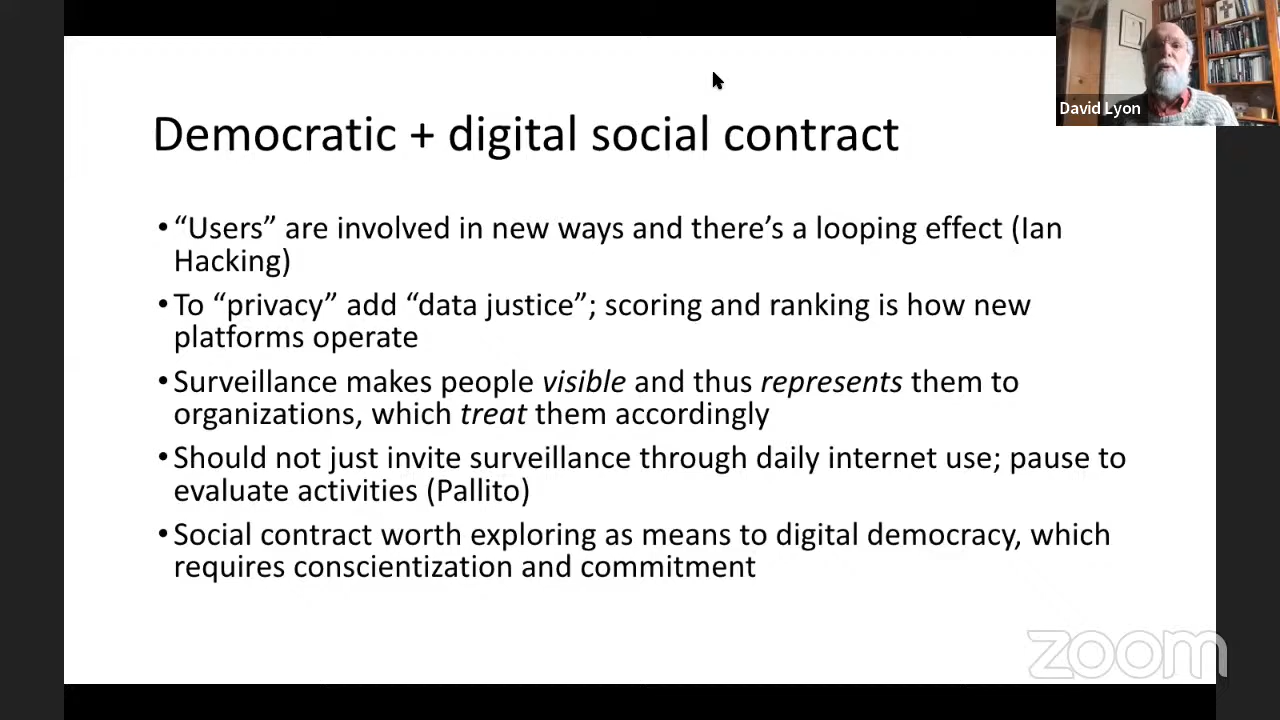 David Lyon
Democratic + digital social contract
• “Users” are involved in new ways and there’s a looping effect (Ian
Hacking)
• To “privacy” add “data justice”; scoring and ranking is how new
platforms operate
• Surveillance makes people visible and thus represents them to
organizations, which treat them accordingly
• Should not just invite surveillance through daily internet use; pause to
evaluate activities (Pallito)
• Social contract worth exploring as means to digital democracy, which
requires conscientization and commitment
zoom